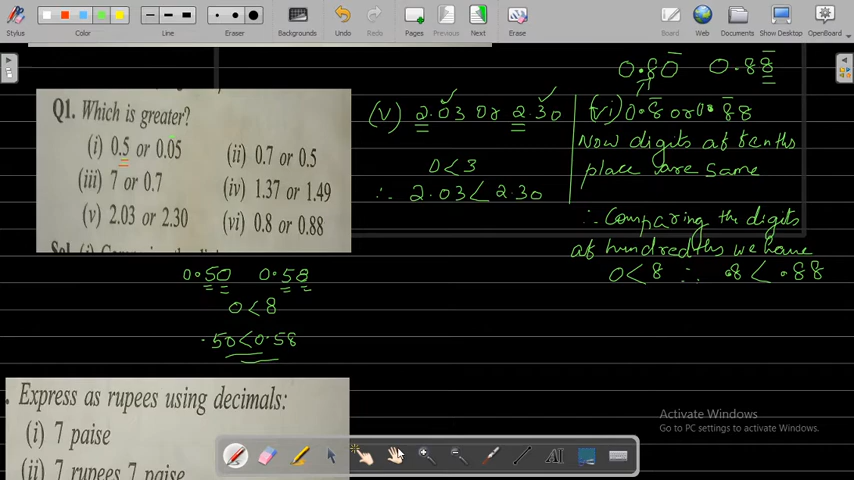 Stylus
Color
Line
Eraser
Backgrounds
Undo
Redo
Pages
Previous
Next
Erase
Board
Web
Documents
Show Desktop
OpenBoard
Q1. Which is greater?
(i) 0.5 or 0.05
(ii) 0.7 or 0.5
(iii) 7 or 0.7
(iv) 1.37 or 1.49
(v) 2.03 or 2.30
(vi) 0.8 or 0.88
0.50 0.58
0<8
.50<0.58
(v) 2.03 or 2.30
0<3
∴ 2.03< 2.30
0.80 0.88
(vi) 0.8 or 0.88
Now digits at tenths
place are same
∴ Comparing the digits
at hundredths we have
0<8 ∴ .8< .88
Express as rupees using decimals:
(i) 7 paise
(ii) 7 rupees 7 paise
Activate Windows
Go to PC settings to activate Windows.